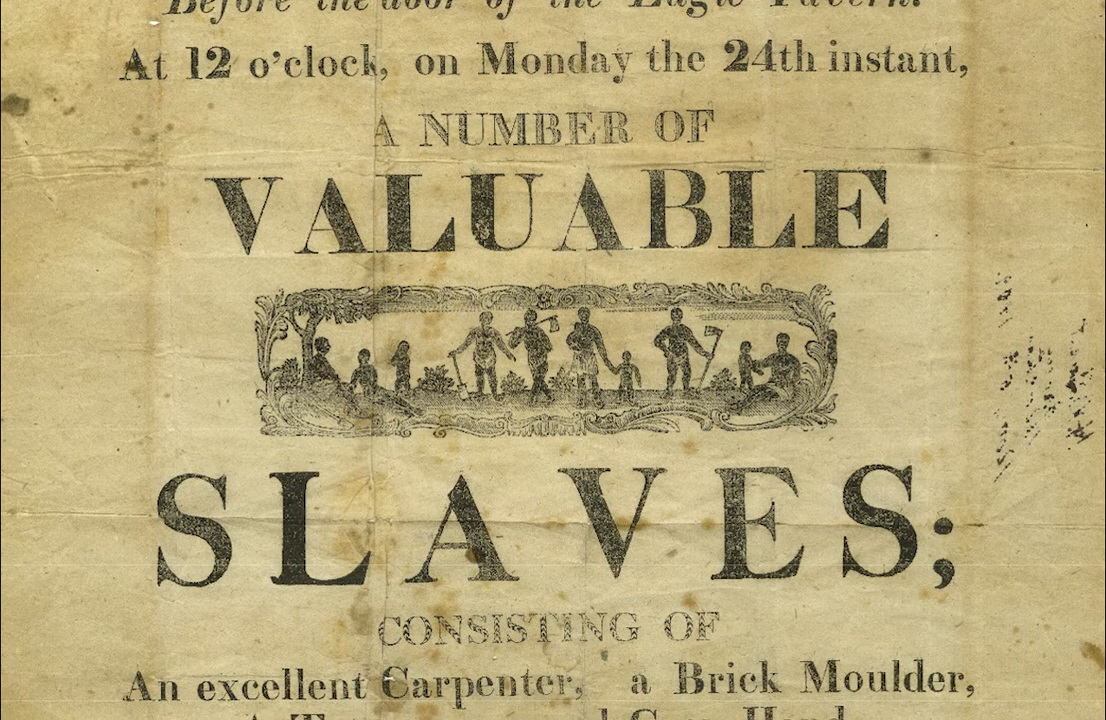 Before the door of the Eagle Tavern.
At 12 o'clock, on Monday the 24th instant,
A NUMBER OF
VALUABLE
SLAVES;
CONSISTING OF
An excellent Carpenter, a Brick Moulder,